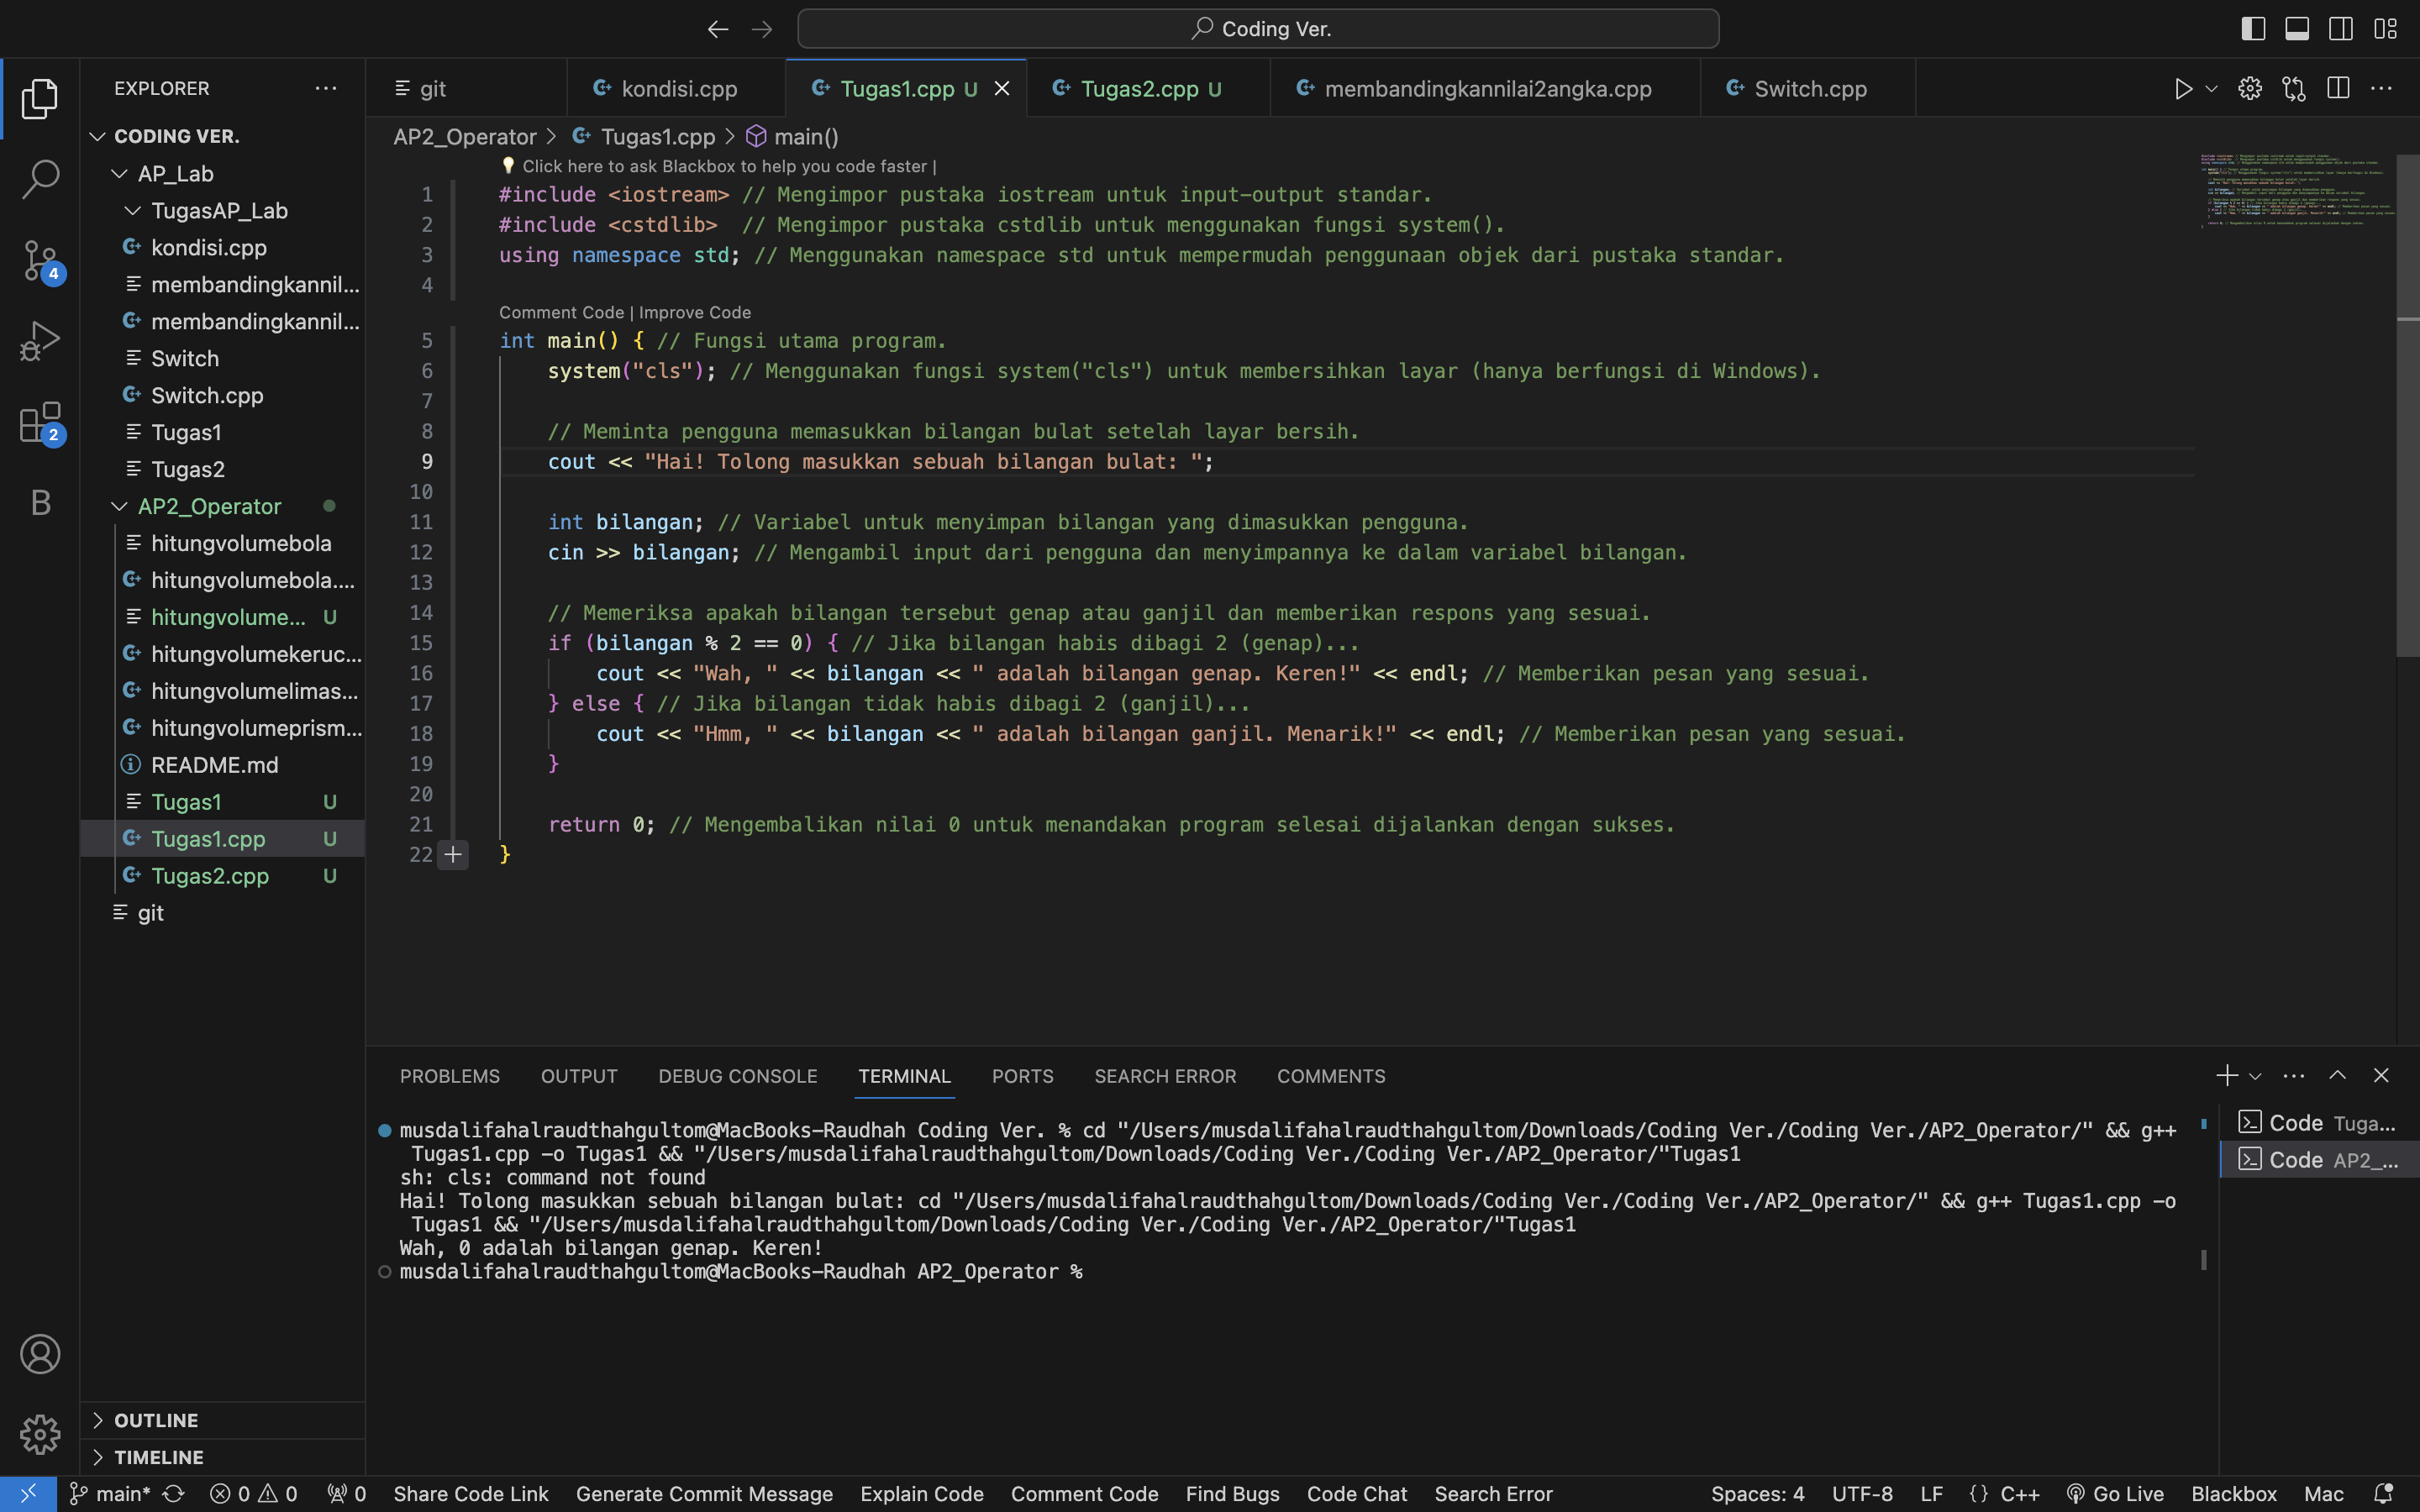 Coding Ver.
EXPLORER
CODING VER.
AP_Lab
TugasAP_Lab
kondisi.cpp
membandingkannil...
membandingkannil...
Switch
Switch.cpp
Tugas1
Tugas2
AP2_Operator
hitungvolumebola
hitungvolumebola....
hitungvolume... U
hitungvolumekeruc...
hitungvolumelimas...
hitungvolumeprism...
README.md
Tugas1 U
Tugas1.cpp U
Tugas2.cpp U
git
OUTLINE
TIMELINE
4
2
B
git
kondisi.cpp
Tugas1.cpp U
Tugas2.cpp U
membandingkannilai2angka.cpp
Switch.cpp
AP2_Operator > Tugas1.cpp > main()
Click here to ask Blackbox to help you code faster |
1 #include <iostream> // Mengimpor pustaka iostream untuk input-output standar.
2 #include <cstdlib>  // Mengimpor pustaka cstdlib untuk menggunakan fungsi system().
3 using namespace std; // Menggunakan namespace std untuk mempermudah penggunaan objek dari pustaka standar.
4
Comment Code | Improve Code
5 int main() { // Fungsi utama program.
6     system("cls"); // Menggunakan fungsi system("cls") untuk membersihkan layar (hanya berfungsi di Windows).
7
8     // Meminta pengguna memasukkan bilangan bulat setelah layar bersih.
9     cout << "Hai! Tolong masukkan sebuah bilangan bulat: ";
10
11     int bilangan; // Variabel untuk menyimpan bilangan yang dimasukkan pengguna.
12     cin >> bilangan; // Mengambil input dari pengguna dan menyimpannya ke dalam variabel bilangan.
13
14     // Memeriksa apakah bilangan tersebut genap atau ganjil dan memberikan respons yang sesuai.
15     if (bilangan % 2 == 0) { // Jika bilangan habis dibagi 2 (genap)...
16         cout << "Wah, " << bilangan << " adalah bilangan genap. Keren!" << endl; // Memberikan pesan yang sesuai.
17     } else { // Jika bilangan tidak habis dibagi 2 (ganjil)...
18         cout << "Hmm, " << bilangan << " adalah bilangan ganjil. Menarik!" << endl; // Memberikan pesan yang sesuai.
19     }
20
21     return 0; // Mengembalikan nilai 0 untuk menandakan program selesai dijalankan dengan sukses.
22 }
PROBLEMS OUTPUT DEBUG CONSOLE TERMINAL PORTS SEARCH ERROR COMMENTS
musdalifahalraudthahgultom@MacBooks-Raudhah Coding Ver. % cd "/Users/musdalifahalraudthahgultom/Downloads/Coding Ver./Coding Ver./AP2_Operator/" && g++
Tugas1.cpp -o Tugas1 && "/Users/musdalifahalraudthahgultom/Downloads/Coding Ver./Coding Ver./AP2_Operator/"Tugas1
sh: cls: command not found
Hai! Tolong masukkan sebuah bilangan bulat: cd "/Users/musdalifahalraudthahgultom/Downloads/Coding Ver./Coding Ver./AP2_Operator/" && g++ Tugas1.cpp -o
Tugas1 && "/Users/musdalifahalraudthahgultom/Downloads/Coding Ver./Coding Ver./AP2_Operator/"Tugas1
Wah, 0 adalah bilangan genap. Keren!
musdalifahalraudthahgultom@MacBooks-Raudhah AP2_Operator %
Code Tuga...
Code AP2_...
main* 0 0 0 Share Code Link Generate Commit Message Explain Code Comment Code Find Bugs Code Chat Search Error Spaces: 4 UTF-8 LF {} C++ Go Live Blackbox Mac